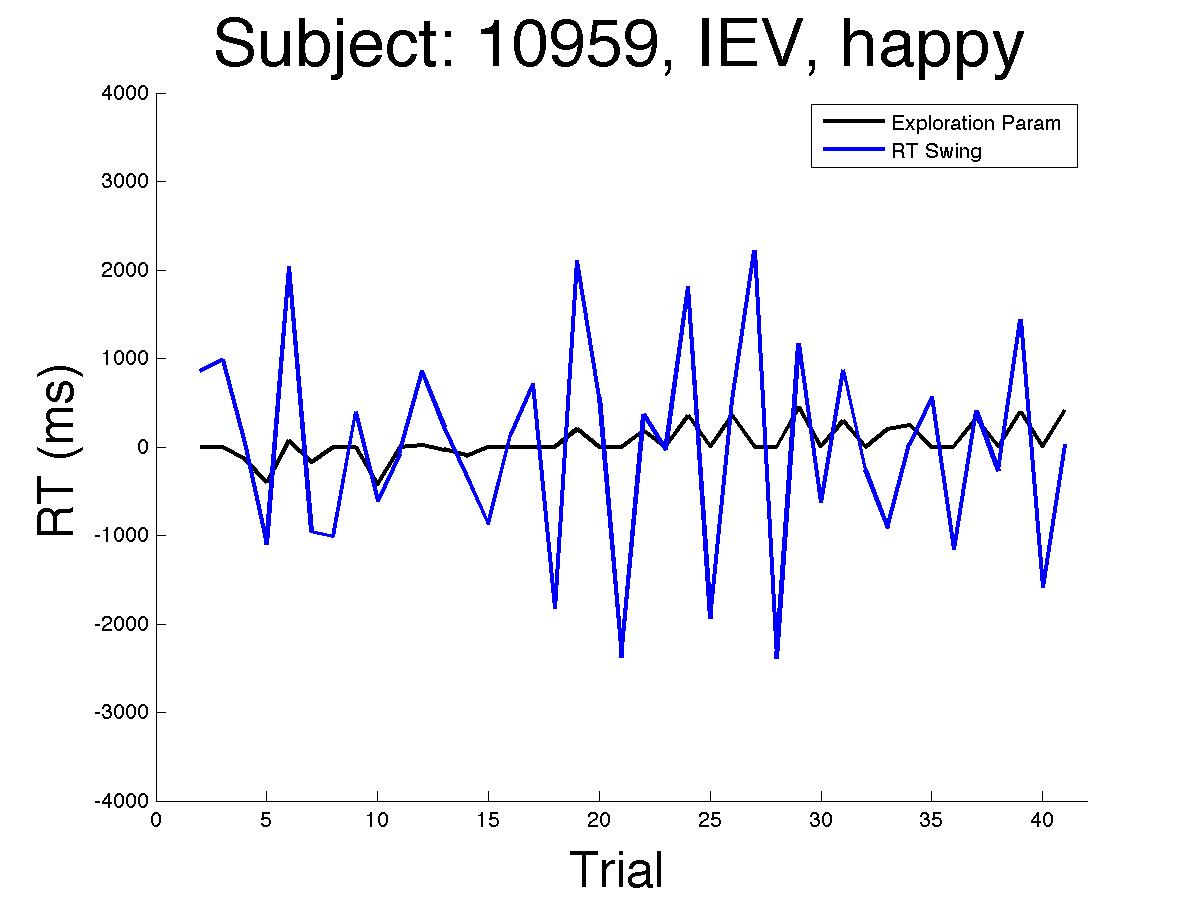 Subject: 10959, IEV, happy
4000
3000
2000
1000
0
-1000
-2000
-3000
-4000
RT (ms)
Exploration Param
RT Swing
0 5 10 15 20 25 30 35 40
Trial